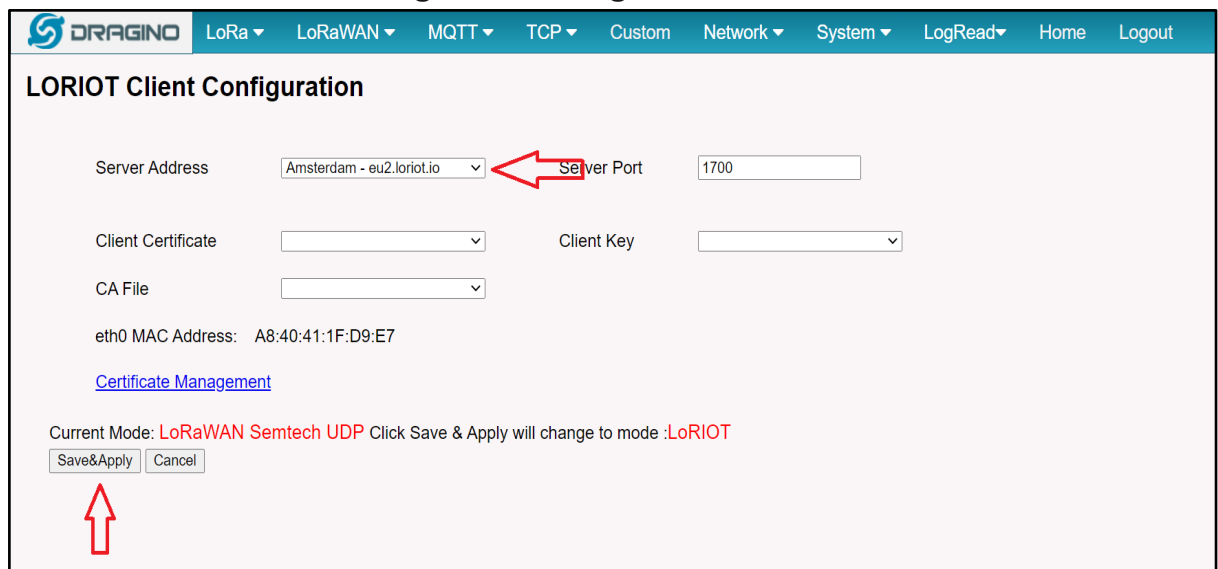 DRAGINO LoRa LoRaWAN MQTT TCP Custom Network System LogRead Home Logout
LORIOT Client Configuration
Server Address Amsterdam - eu2.loriot.io Server Port 1700
Client Certificate Client Key
CA File
eth0 MAC Address: A8:40:41:1F:D9:E7
Certificate Management
Current Mode: LoRaWAN Semtech UDP Click Save & Apply will change to mode :LoRIOT
Save&Apply Cancel